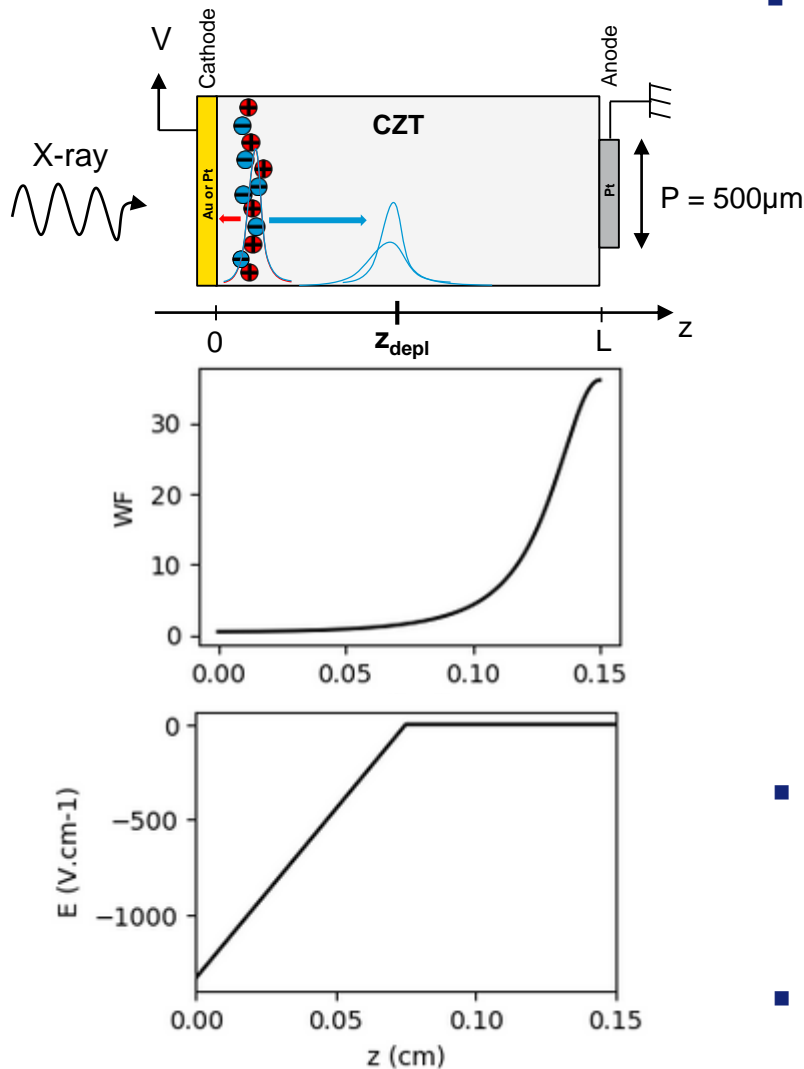 V
Cathode
Anode
CZT
X-ray
Au or Pt
Pt
P = 500µm
0
z_depl
L
z
30
20
10
0
WF
0.00 0.05 0.10 0.15
0
−500
−1000
E (V.cm-1)
0.00 0.05 0.10 0.15
z (cm)